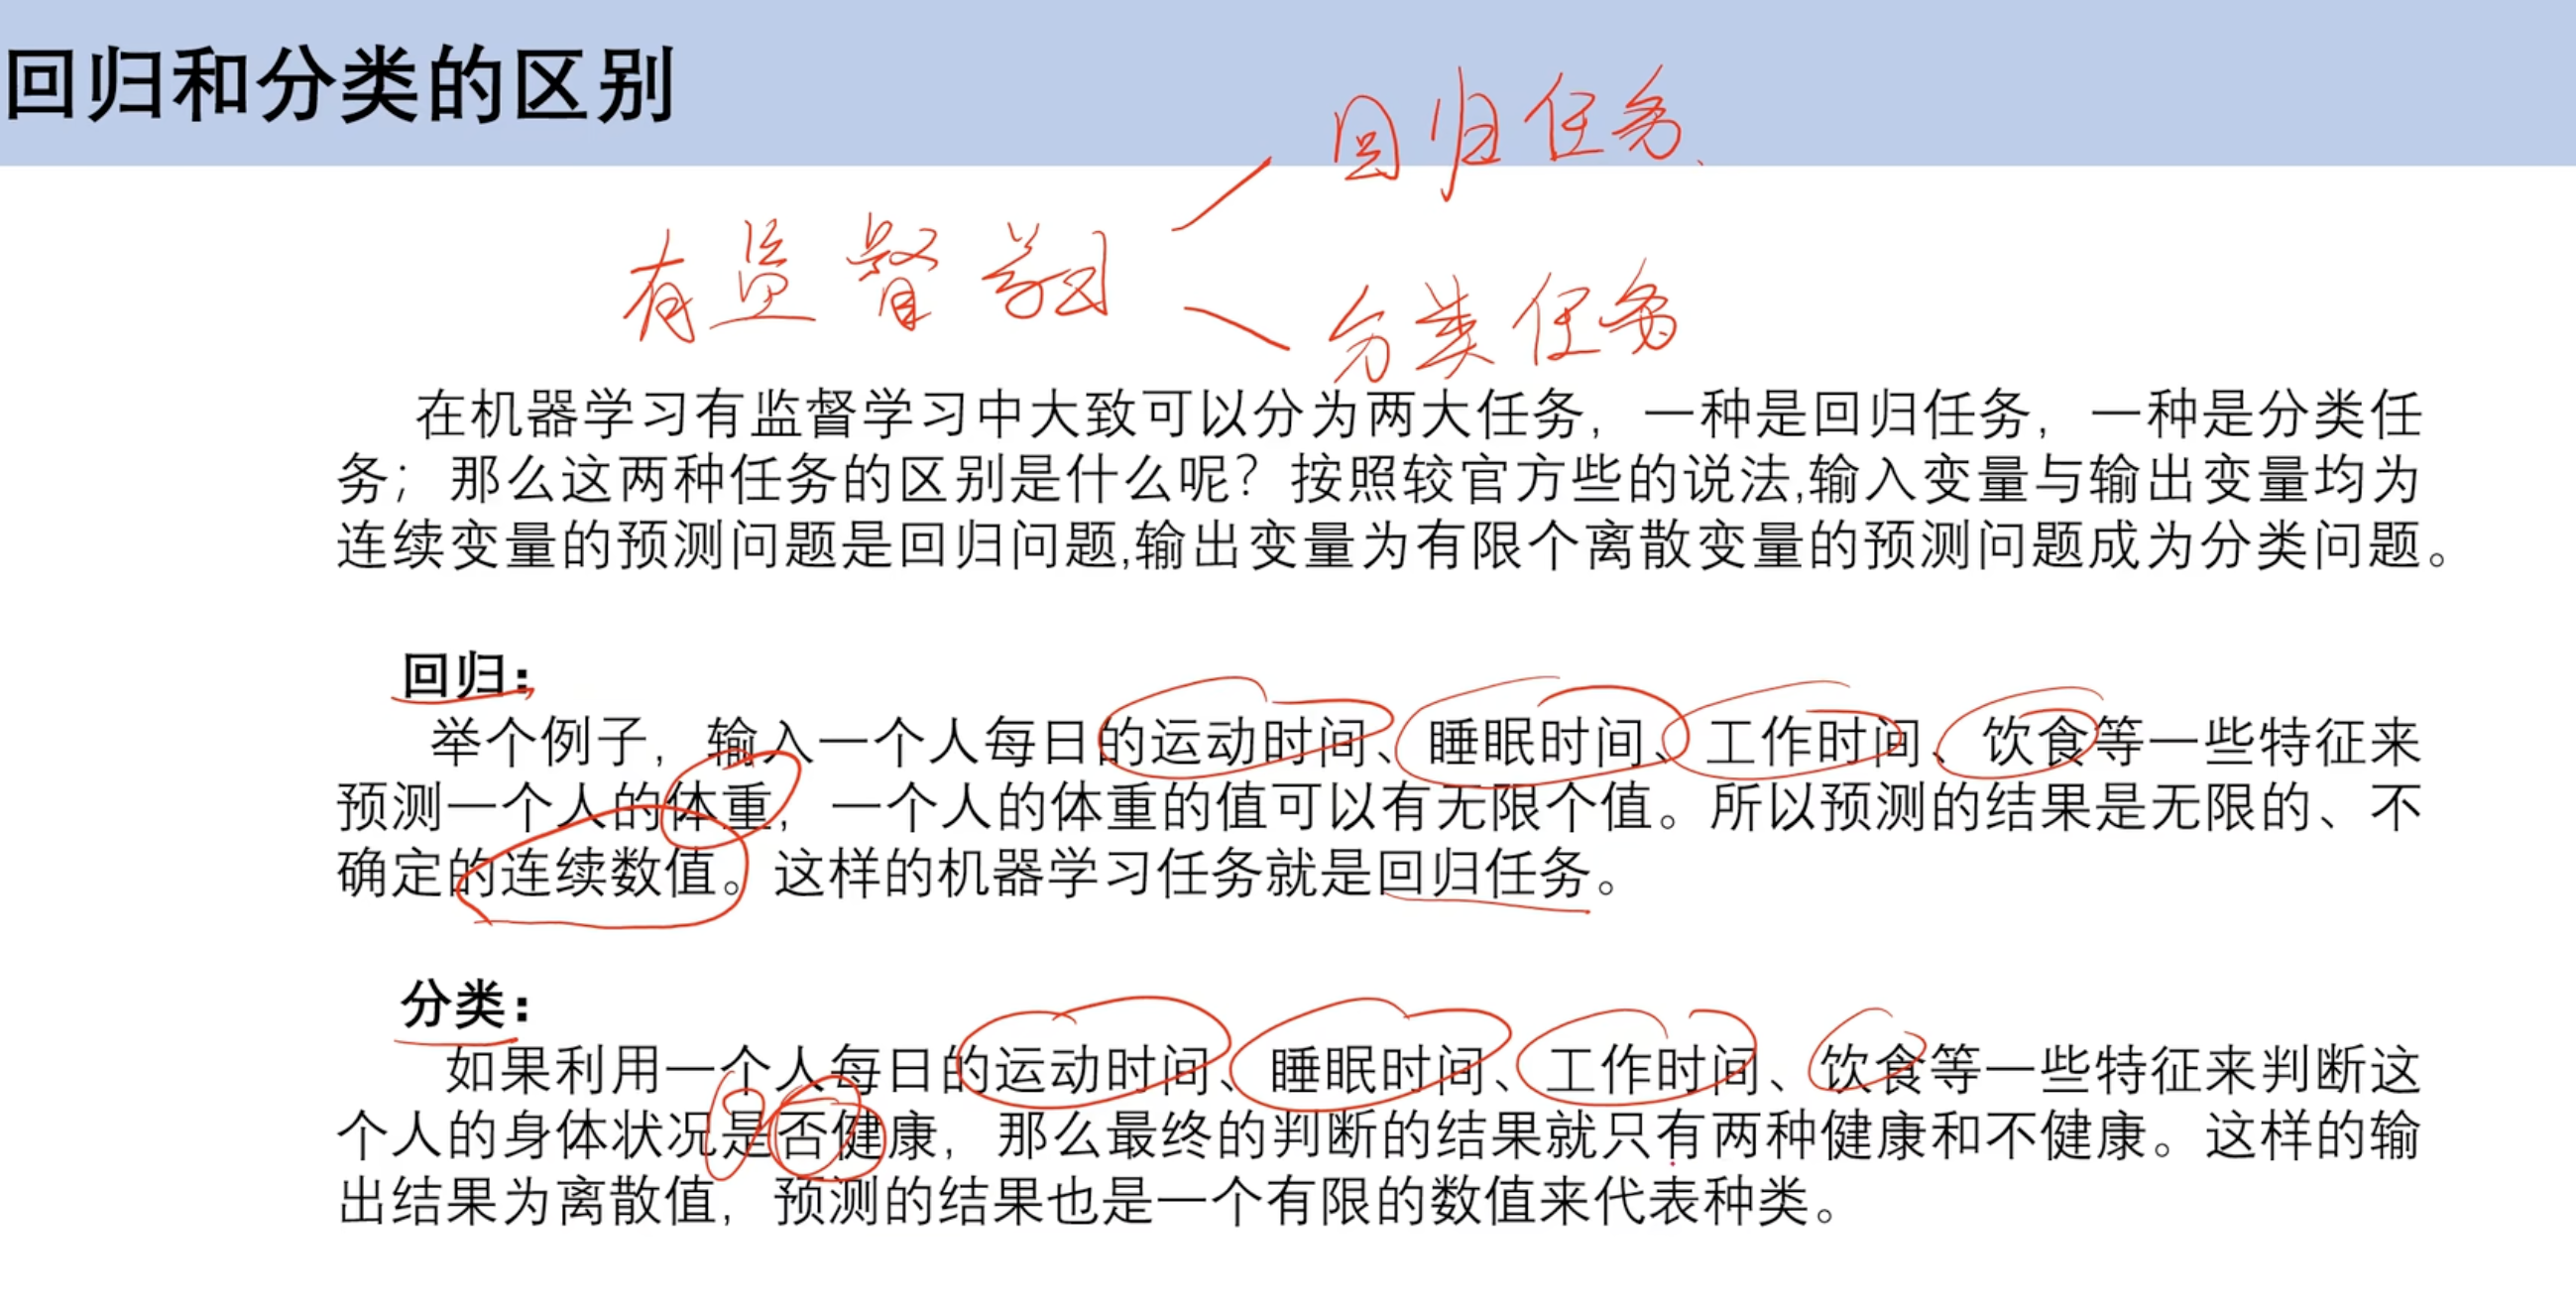 回归和分类的区别
回归任务
有监督学习
分类任务
在机器学习有监督学习中大致可以分为两大任务，一种是回归任务，一种是分类任
务；那么这两种任务的区别是什么呢？按照较官方些的说法,输入变量与输出变量均为
连续变量的预测问题是回归问题,输出变量为有限个离散变量的预测问题成为分类问题。
回归：
举个例子，输入一个人每日的运动时间、睡眠时间、工作时间、饮食等一些特征来
预测一个人的体重，一个人的体重的值可以有无限个值。所以预测的结果是无限的、不
确定的连续数值。这样的机器学习任务就是回归任务。
分类：
如果利用一个人每日的运动时间、睡眠时间、工作时间、饮食等一些特征来判断这
个人的身体状况是否健康，那么最终的判断的结果就只有两种健康和不健康。这样的输
出结果为离散值，预测的结果也是一个有限的数值来代表种类。